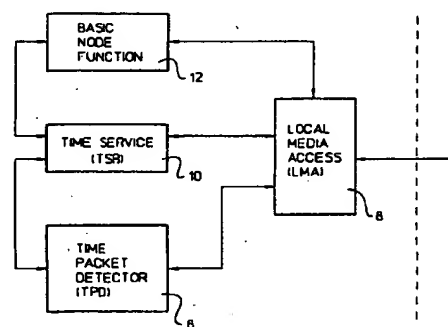 BASIC
NODE
FUNCTION
12
TIME SERVICE
(TSR)
10
LOCAL
MEDIA
ACCESS
(LMA)
8
TIME
PACKET
DETECTOR
(TPD)
6